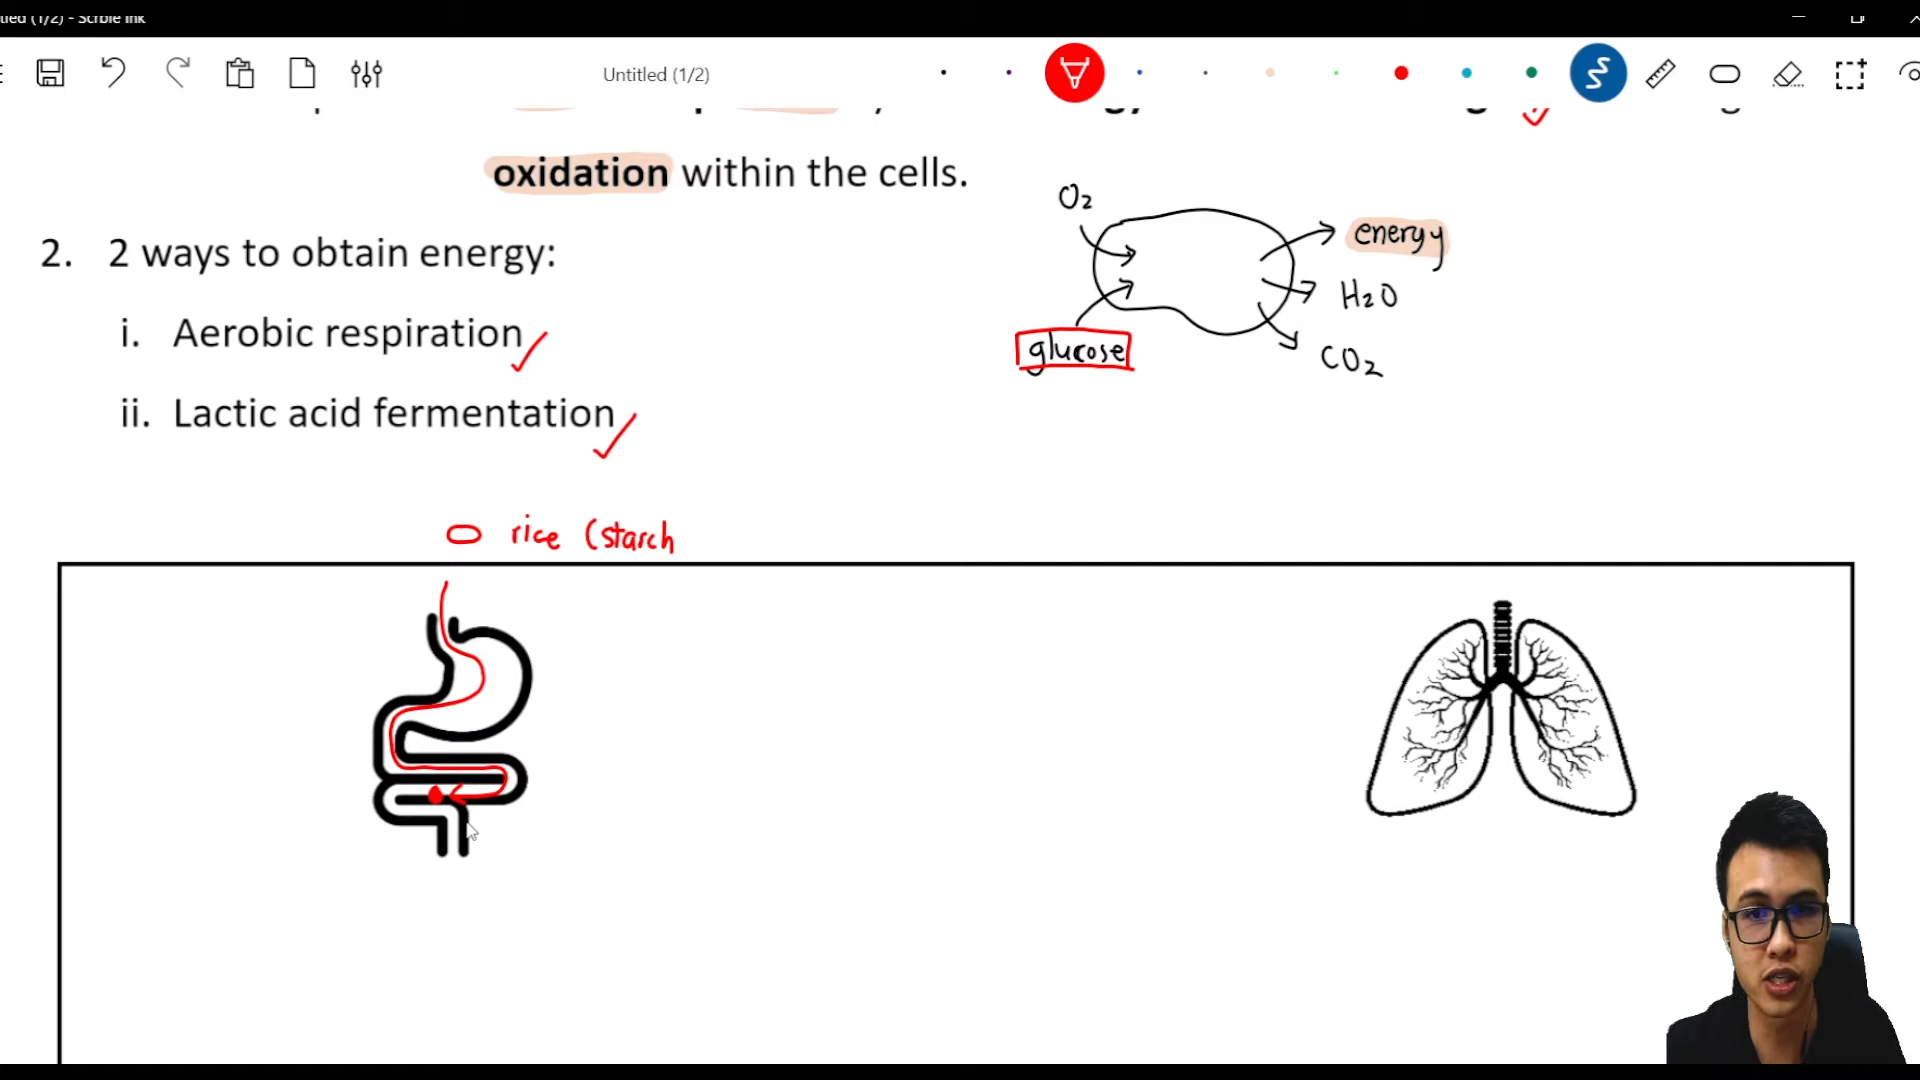 Untitled (1/2)
oxidation within the cells.
O₂
energy
2. 2 ways to obtain energy:
H₂O
i. Aerobic respiration
glucose
CO₂
ii. Lactic acid fermentation
rice (starch